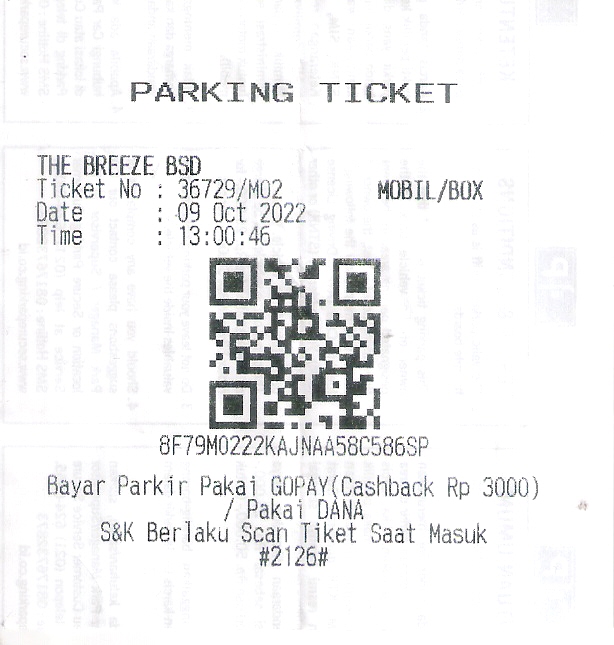 PARKING TICKET
THE BREEZE BSD
Ticket No : 36729/M02 MOBIL/BOX
Date : 09 Oct 2022
Time : 13:00:46
8F79M0222KAJNAA58C586SP
Bayar Parkir Pakai GOPAY(Cashback Rp 3000)
/ Pakai DANA
S&K Berlaku Scan Tiket Saat Masuk
#2126#